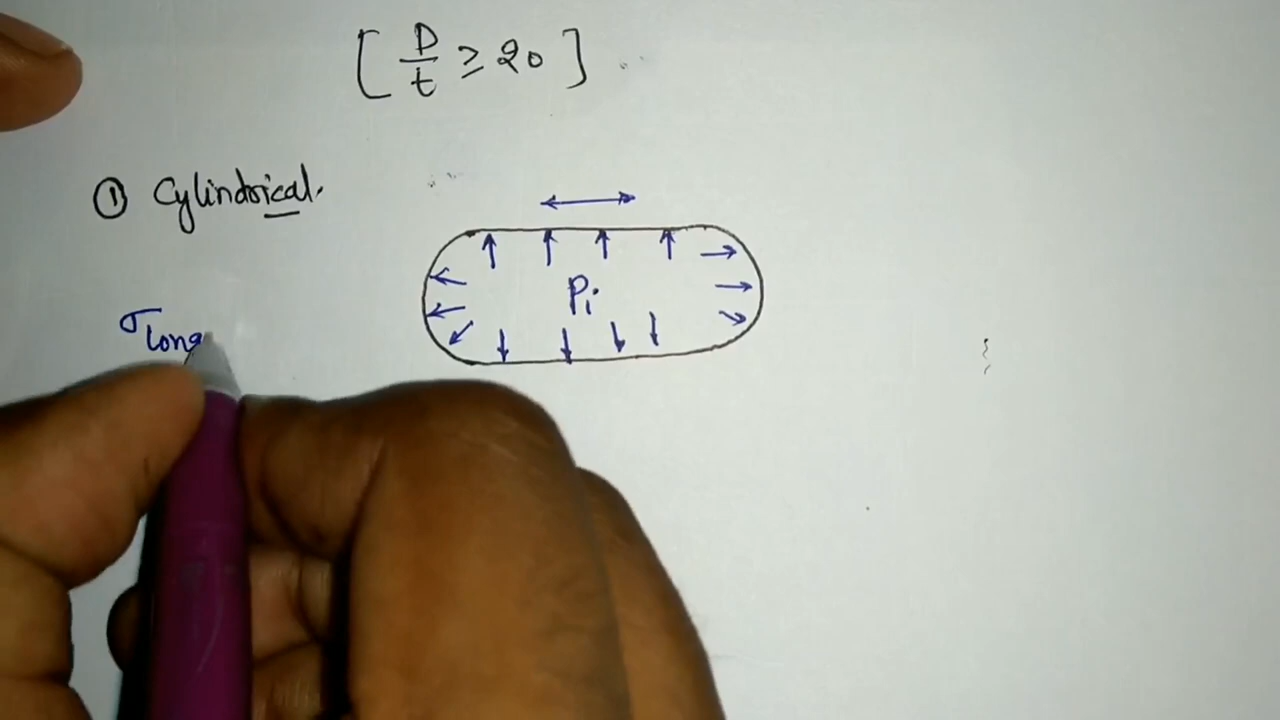 [ D/t ≥ 20 ]
① Cylindrical.
Pi
σlong